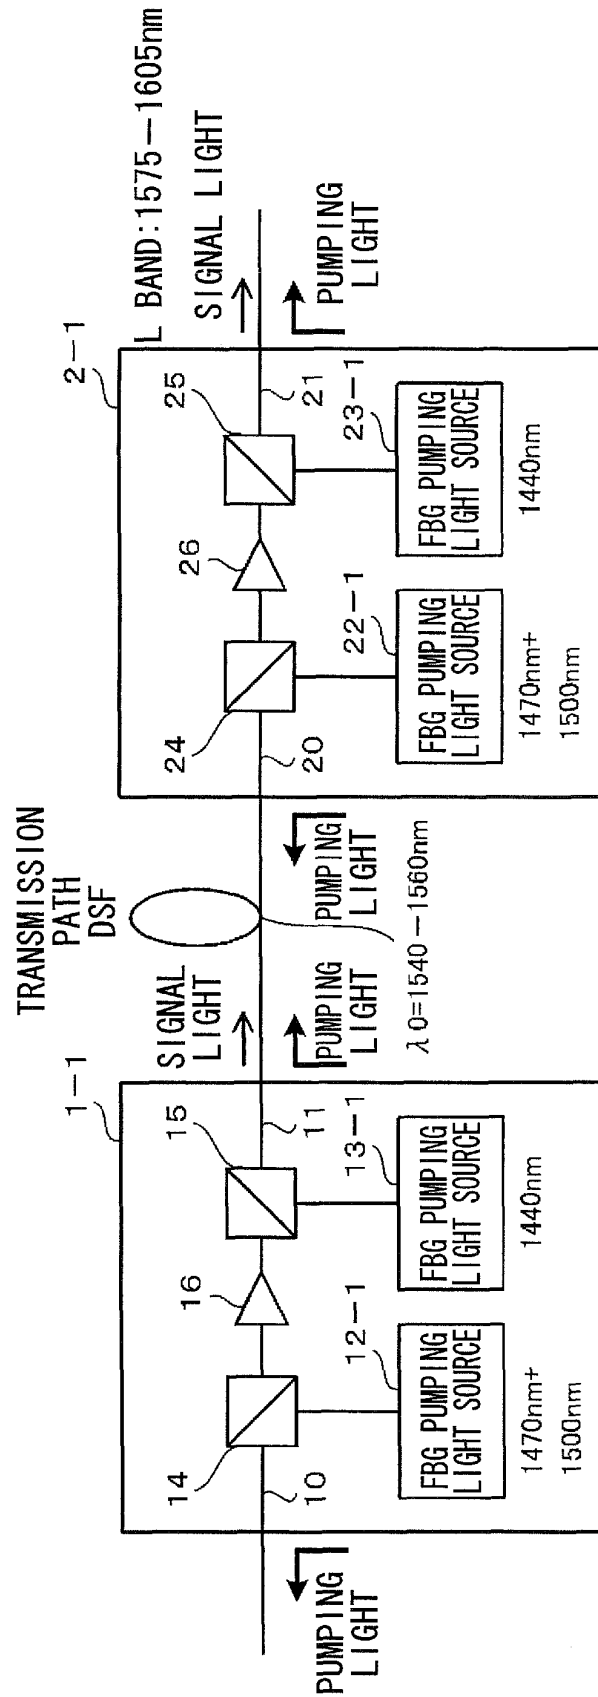 TRANSMISSION
PATH
DSF
L BAND:1575-1605nm
SIGNAL
LIGHT
SIGNAL LIGHT
1-1
2-1
14
16
15
24
26
25
10
11
20
21
PUMPING
LIGHT
PUMPING
LIGHT
PUMPING
LIGHT
PUMPING
LIGHT
λ0=1540-1560nm
12-1
13-1
22-1
23-1
FBG PUMPING
LIGHT SOURCE
FBG PUMPING
LIGHT SOURCE
FBG PUMPING
LIGHT SOURCE
FBG PUMPING
LIGHT SOURCE
1470nm+
1500nm
1440nm
1470nm+
1500nm
1440nm